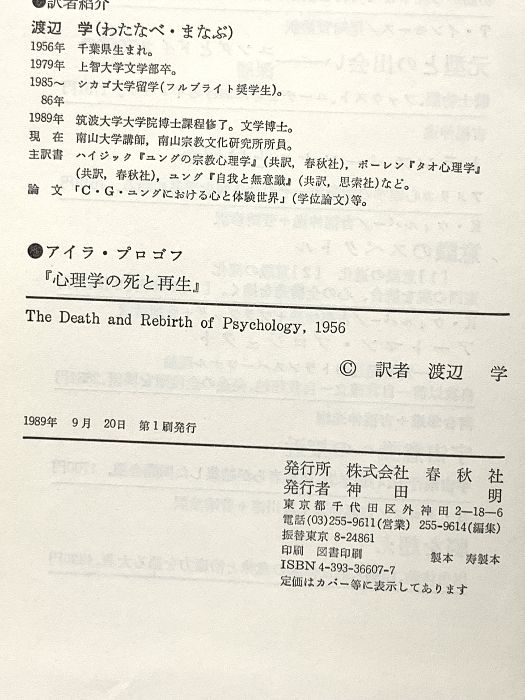 ●訳者紹介
渡辺 学(わたなべ・まなぶ)
1956年 千葉県生まれ。
1979年 上智大学文学部卒。
1985〜 シカゴ大学留学(フルブライト奨学生)。
86年
1989年 筑波大学大学院博士課程修了。文学博士。
現在 南山大学講師，南山宗教文化研究所所員。
主訳書 ハイジック『ユングの宗教心理学』(共訳，春秋社)，ボーレン『タオ心理学』
(共訳，春秋社)，ユング『自我と無意識』(共訳，思索社)など。
論文 「C・G・ユングにおける心と体験世界」(学位論文)等。
●アイラ・プロゴフ
『心理学の死と再生』
The Death and Rebirth of Psychology, 1956
© 訳者 渡辺 学
1989年 9月 20日 第1刷発行
発行所 株式会社 春秋社
発行者 神田 明
東京都千代田区外神田2—18—6
電話(03)255-9611(営業) 255-9614(編集)
振替東京 8-24861
印刷 図書印刷 製本 寿製本
ISBN4-393-36607-7
定価はカバー等に表示してあります